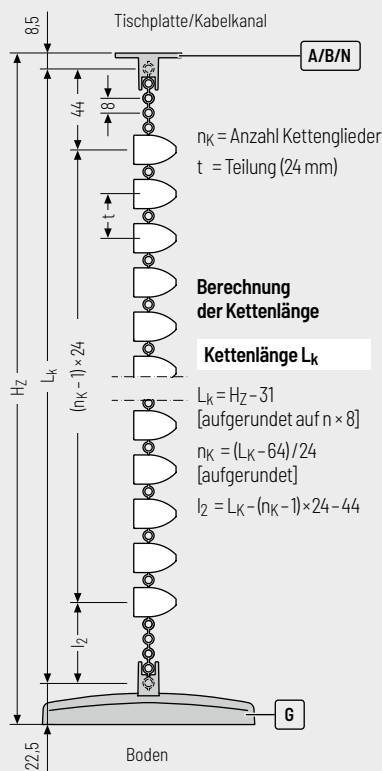 Tischplatte/Kabelkanal
8,5
A/B/N
44
8
nK = Anzahl Kettenglieder
t = Teilung (24 mm)
t
Berechnung
der Kettenlänge
Kettenlänge Lk
HZ
Lk
(nK – 1) × 24
LK = HZ – 31
[aufgerundet auf n × 8]
nK = (LK – 64) / 24
[aufgerundet]
l2 = LK – (nK – 1) × 24 – 44
l2
G
22,5
Boden